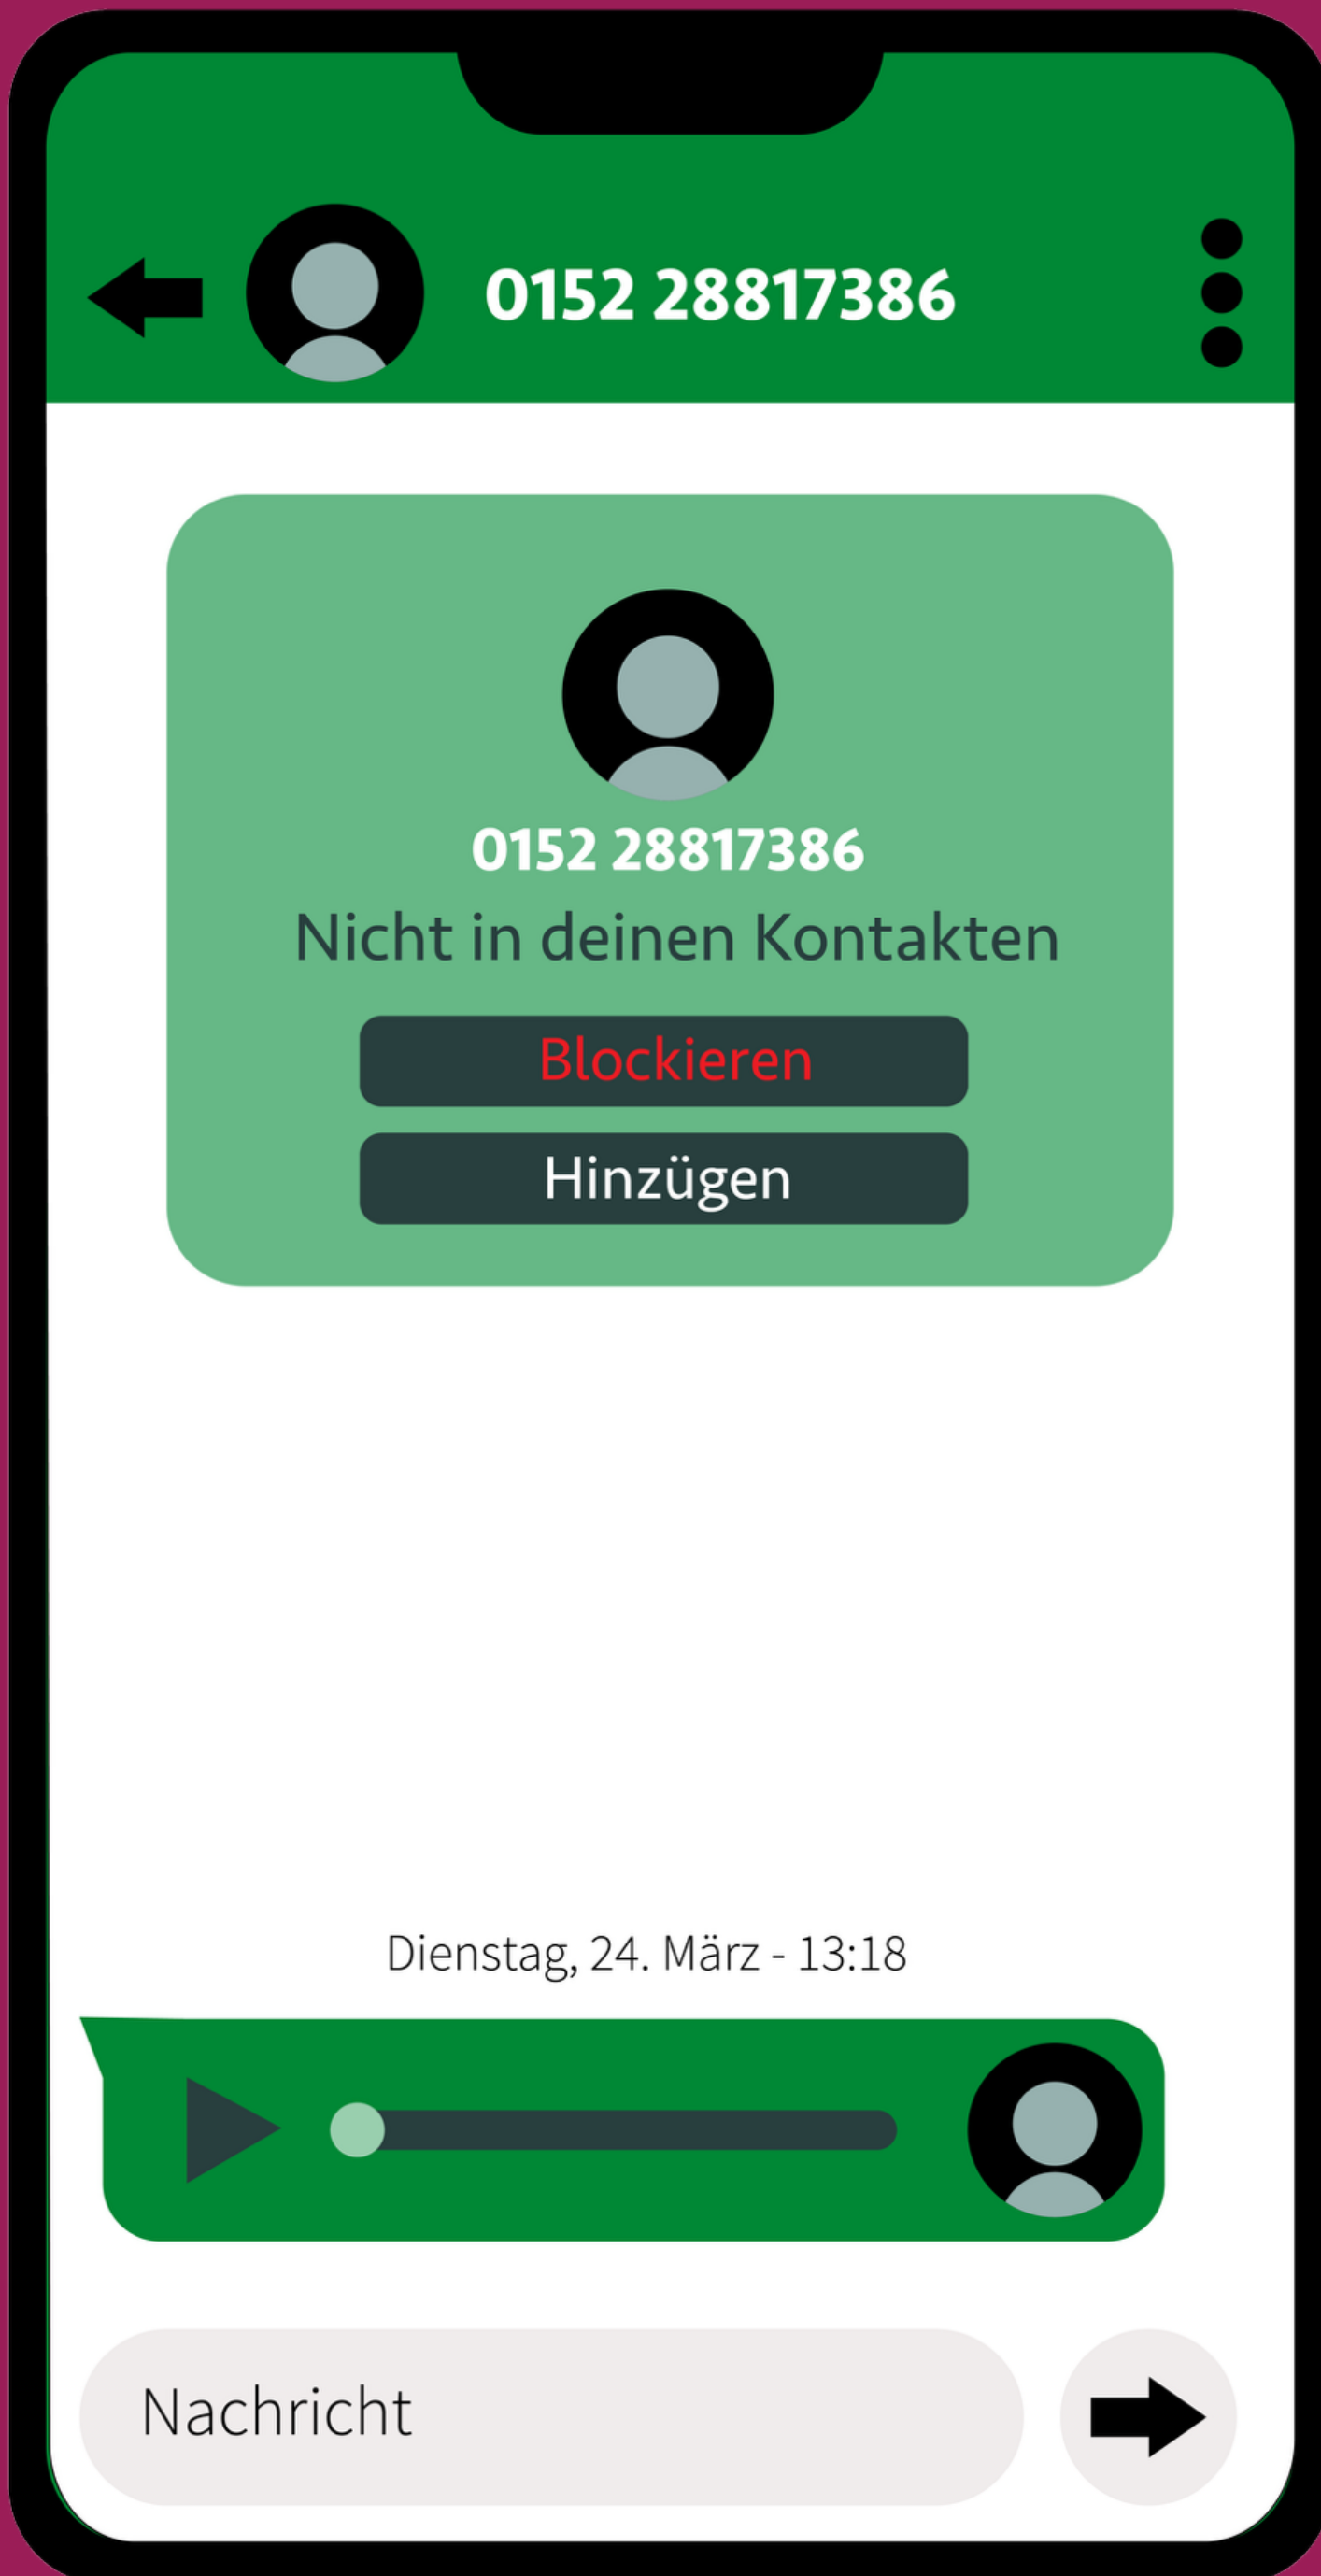 0152 28817386
0152 28817386
Nicht in deinen Kontakten
Blockieren
Hinzügen
Dienstag, 24. März - 13:18
Nachricht